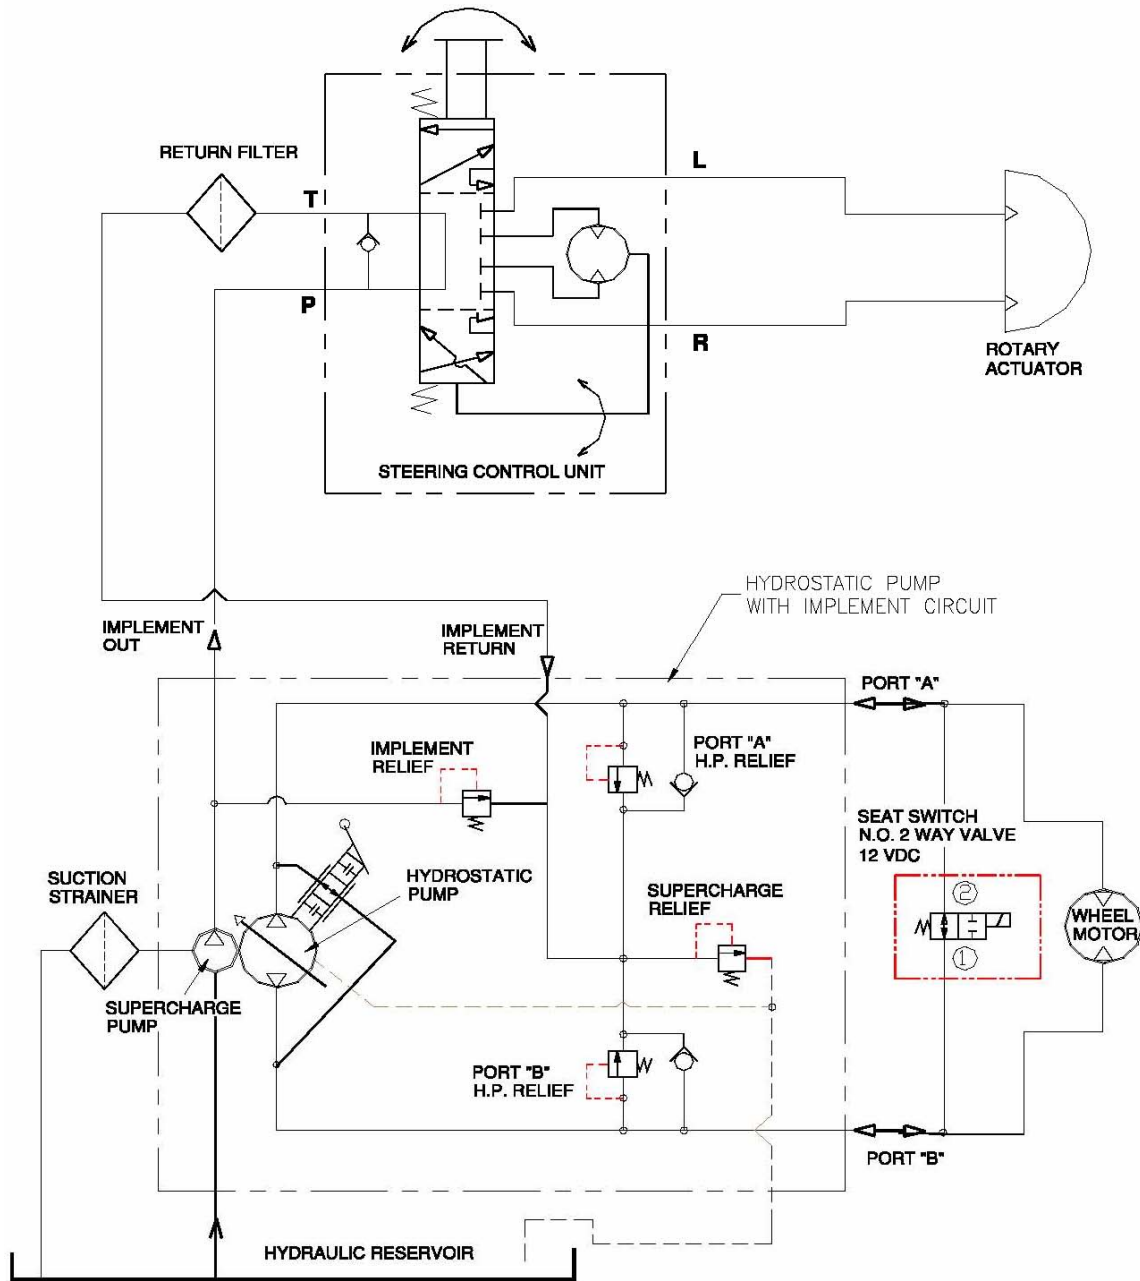 RETURN FILTER
T
L
P
R
ROTARY
ACTUATOR
STEERING CONTROL UNIT
HYDROSTATIC PUMP
WITH IMPLEMENT CIRCUIT
IMPLEMENT
OUT
IMPLEMENT
RETURN
PORT "A"
IMPLEMENT
RELIEF
PORT "A"
H.P. RELIEF
SEAT SWITCH
N.O. 2 WAY VALVE
12 VDC
SUCTION
STRAINER
HYDROSTATIC
PUMP
SUPERCHARGE
RELIEF
2
WHEEL
MOTOR
1
SUPERCHARGE
PUMP
PORT "B"
H.P. RELIEF
PORT "B"
HYDRAULIC RESERVOIR